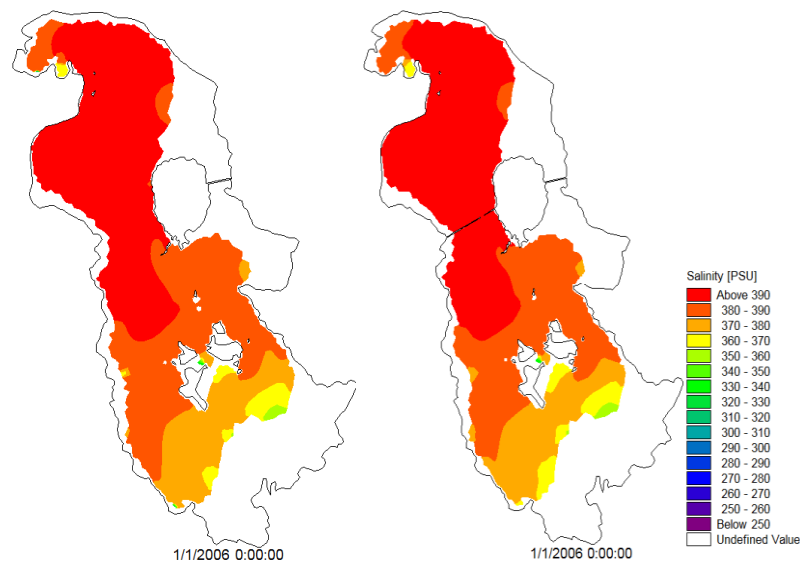 Salinity [PSU]
Above 390
380 - 390
370 - 380
360 - 370
350 - 360
340 - 350
330 - 340
320 - 330
310 - 320
300 - 310
290 - 300
280 - 290
270 - 280
260 - 270
250 - 260
Below 250
Undefined Value
1/1/2006 0:00:00
1/1/2006 0:00:00